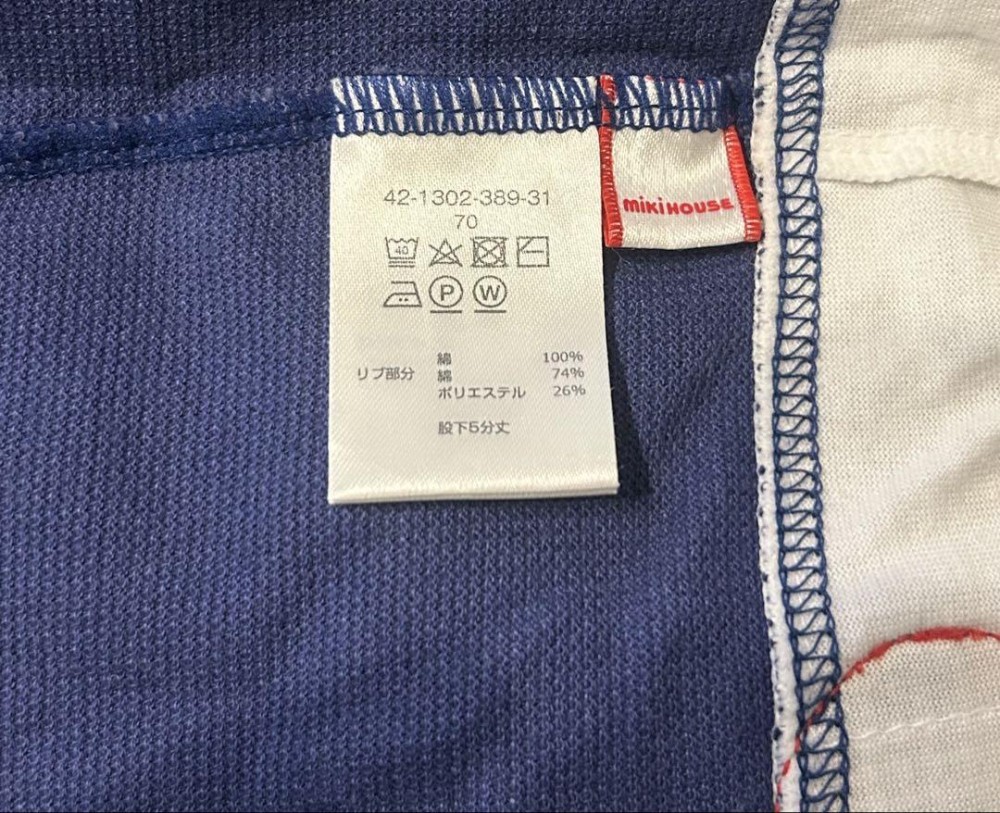 42-1302-389-31
70
miKiHOUSE
40
P W
綿 100%
リブ部分 綿 74%
ポリエステル 26%
股下5分丈